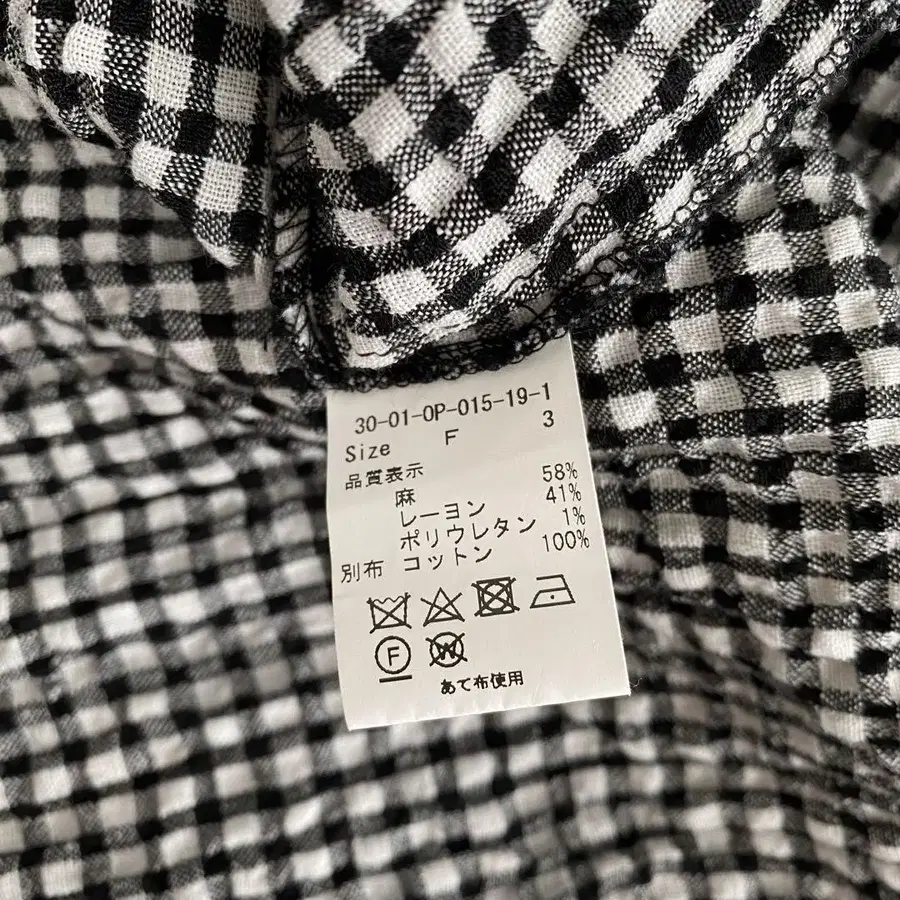 30-01-OP-015-19-1
Size F 3
品質表示
麻 58%
レーヨン 41%
ポリウレタン 1%
別布 コットン 100%
F W
あて布使用